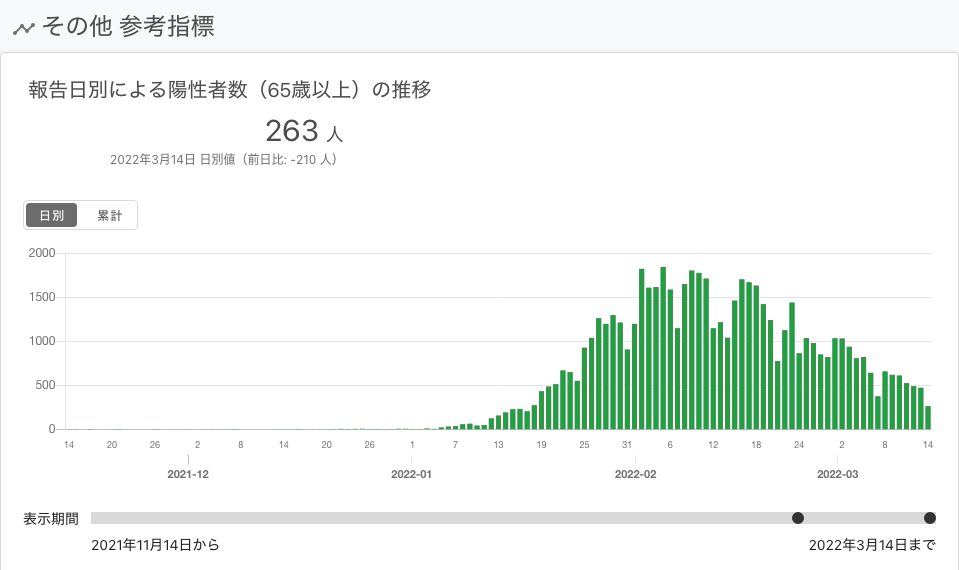 その他 参考指標
報告日別による陽性者数（65歳以上）の推移
263 人
2022年3月14日 日別値（前日比: -210 人）
日別 累計
2000
1500
1000
500
0
14 20 26 2 8 14 20 26 1 7 13 19 25 31 6 12 18 24 2 8 14
2021-12 2022-01 2022-02 2022-03
表示期間
2021年11月14日から 2022年3月14日まで